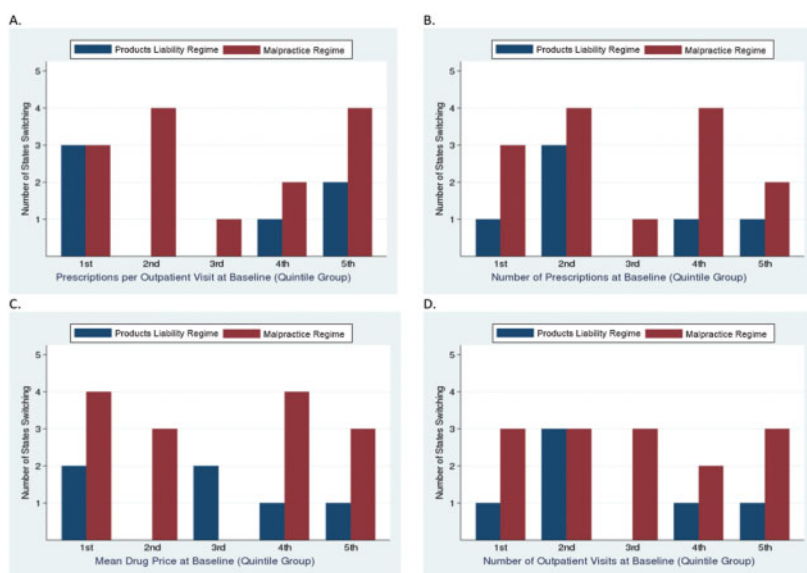 A.
Products Liability Regime Malpractice Regime
5
4
3
2
1
Number of States Switching
1st 2nd 3rd 4th 5th
Prescriptions per Outpatient Visit at Baseline (Quintile Group)
B.
Products Liability Regime Malpractice Regime
5
4
3
2
1
Number of States Switching
1st 2nd 3rd 4th 5th
Number of Prescriptions at Baseline (Quintile Group)
C.
Products Liability Regime Malpractice Regime
5
4
3
2
1
Number of States Switching
1st 2nd 3rd 4th 5th
Mean Drug Price at Baseline (Quintile Group)
D.
Products Liability Regime Malpractice Regime
5
4
3
2
1
Number of States Switching
1st 2nd 3rd 4th 5th
Number of Outpatient Visits at Baseline (Quintile Group)